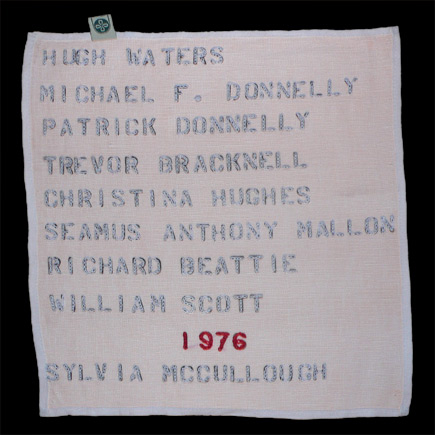 HUGH WATERS
MICHAEL F. DONNELLY
PATRICK DONNELLY
TREVOR BRACKNELL
CHRISTINA HUGHES
SEAMUS ANTHONY MALLON
RICHARD BEATTIE
WILLIAM SCOTT
1976
SYLVIA MCCULLOUGH